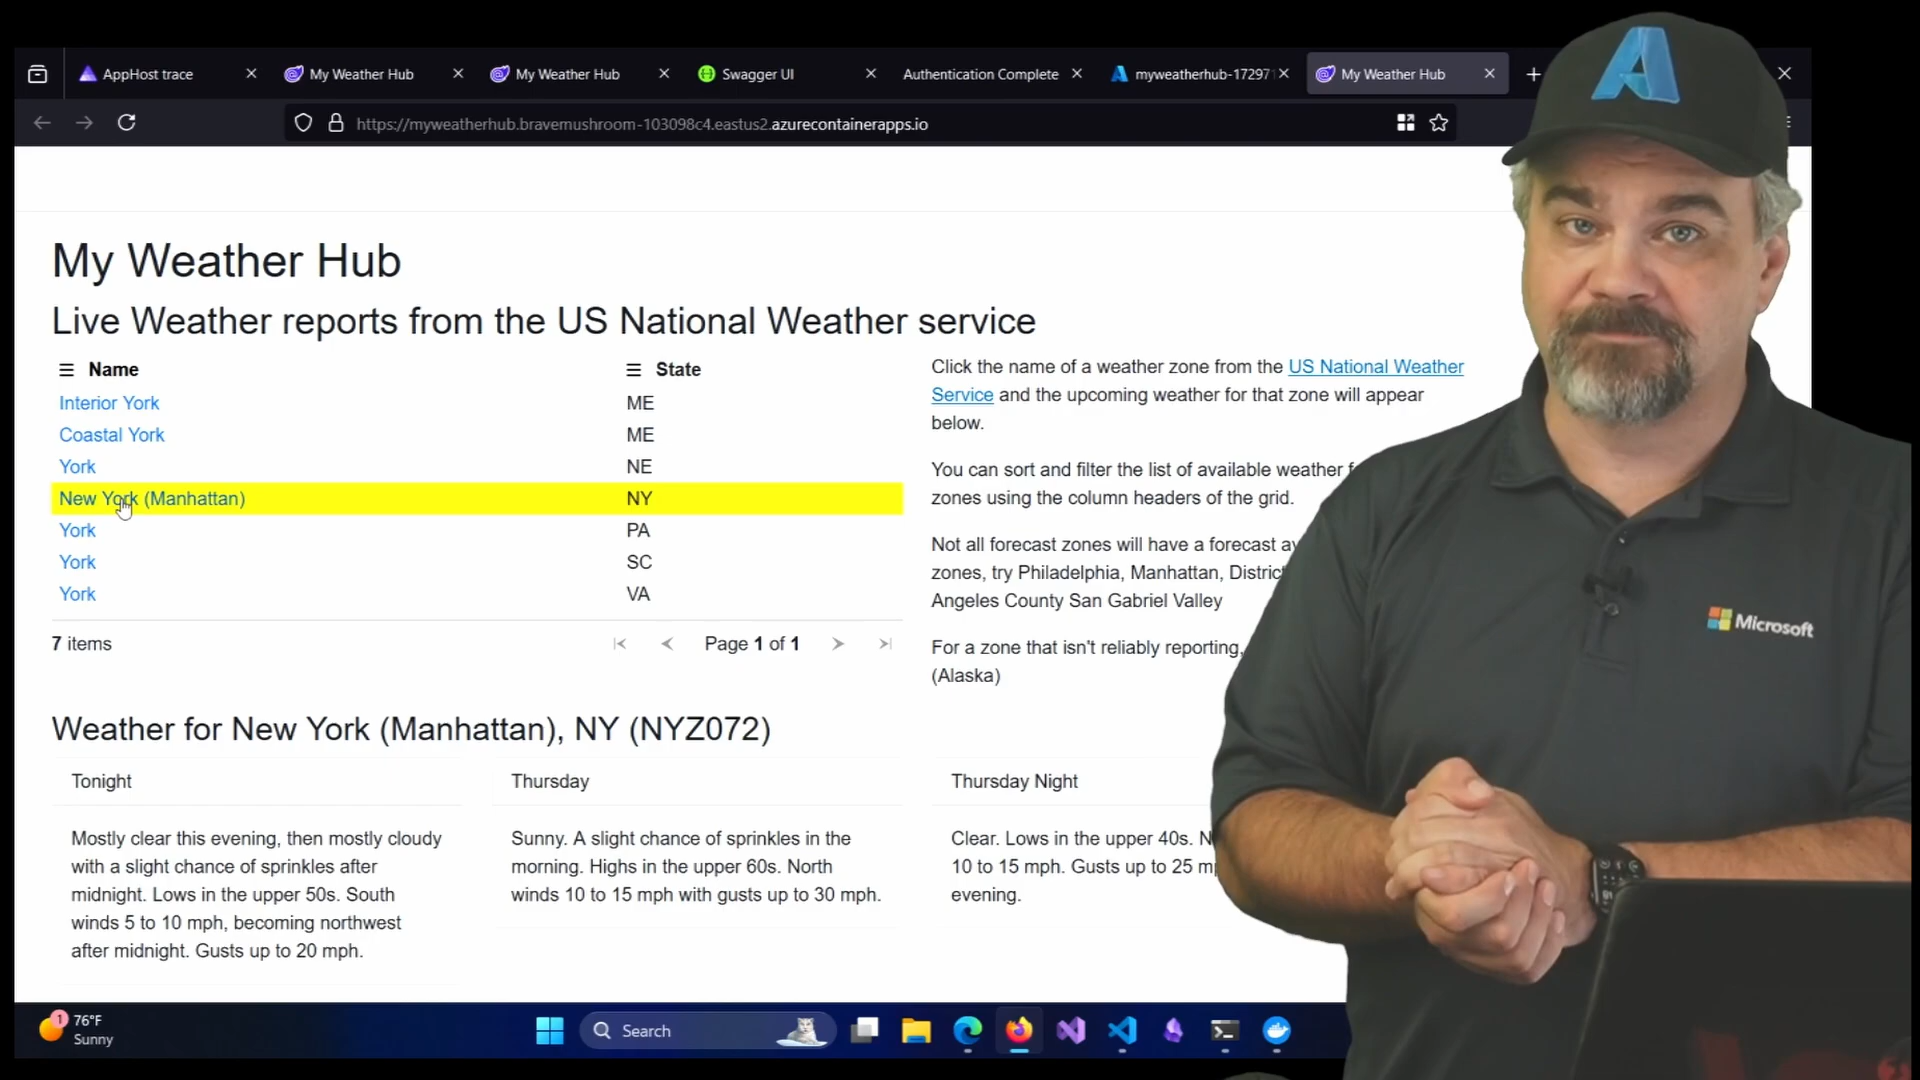 AppHost trace
My Weather Hub
My Weather Hub
Swagger UI
Authentication Complete
myweatherhub-17297
My Weather Hub
https://myweatherhub.bravemushroom-103098c4.eastus2.azurecontainerapps.io
My Weather Hub
Live Weather reports from the US National Weather service
Name State
Interior York ME
Coastal York ME
York NE
New York (Manhattan) NY
York PA
York SC
York VA
7 items Page 1 of 1
Click the name of a weather zone from the US National Weather
Service and the upcoming weather for that zone will appear
below.
You can sort and filter the list of available weather
zones using the column headers of the grid.
Not all forecast zones will have a forecast
zones, try Philadelphia, Manhattan,
Angeles County San Gabriel Valley
For a zone that isn't reliably reporting,
(Alaska)
Weather for New York (Manhattan), NY (NYZ072)
Tonight
Mostly clear this evening, then mostly cloudy
with a slight chance of sprinkles after
midnight. Lows in the upper 50s. South
winds 5 to 10 mph, becoming northwest
after midnight. Gusts up to 20 mph.
Thursday
Sunny. A slight chance of sprinkles in the
morning. Highs in the upper 60s. North
winds 10 to 15 mph with gusts up to 30 mph.
Thursday Night
Clear. Lows in the upper 40s.
10 to 15 mph. Gusts up to 25
evening.
Microsoft
1
76°F
Sunny
Search